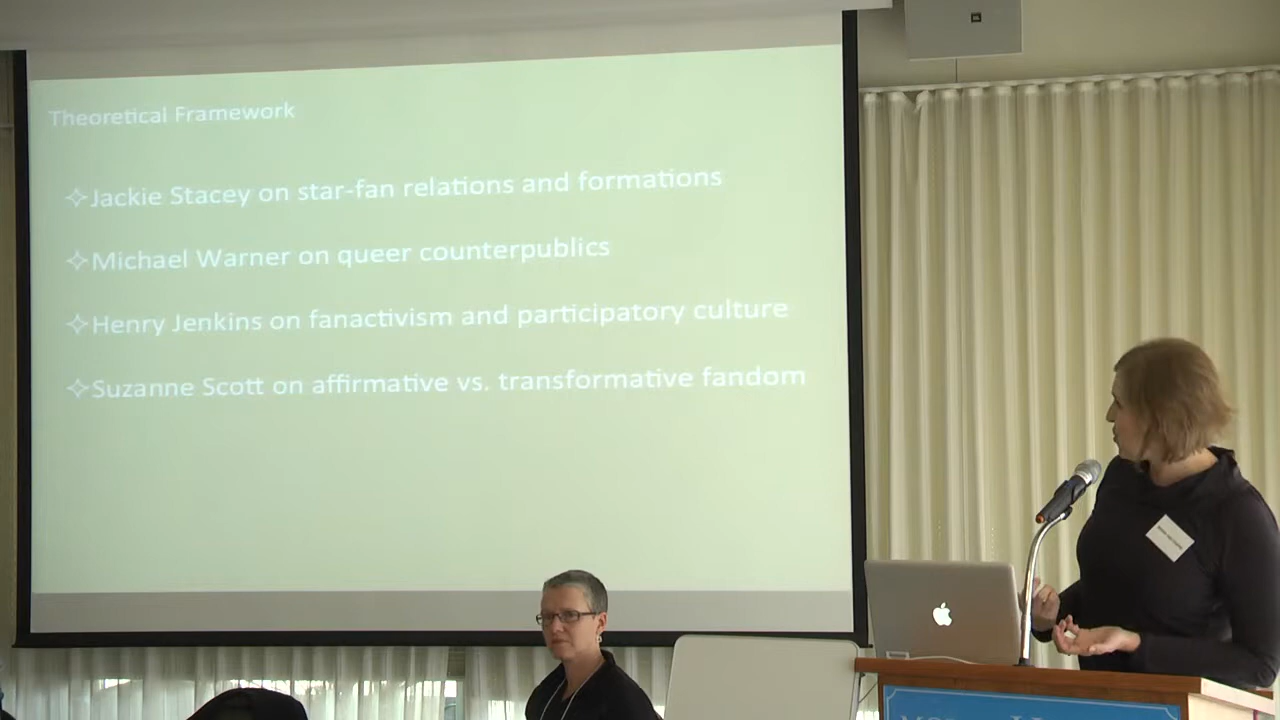 Theoretical Framework
✧Jackie Stacey on star-fan relations and formations
✧Michael Warner on queer counterpublics
✧Henry Jenkins on fanactivism and participatory culture
✧Suzanne Scott on affirmative vs. transformative fandom